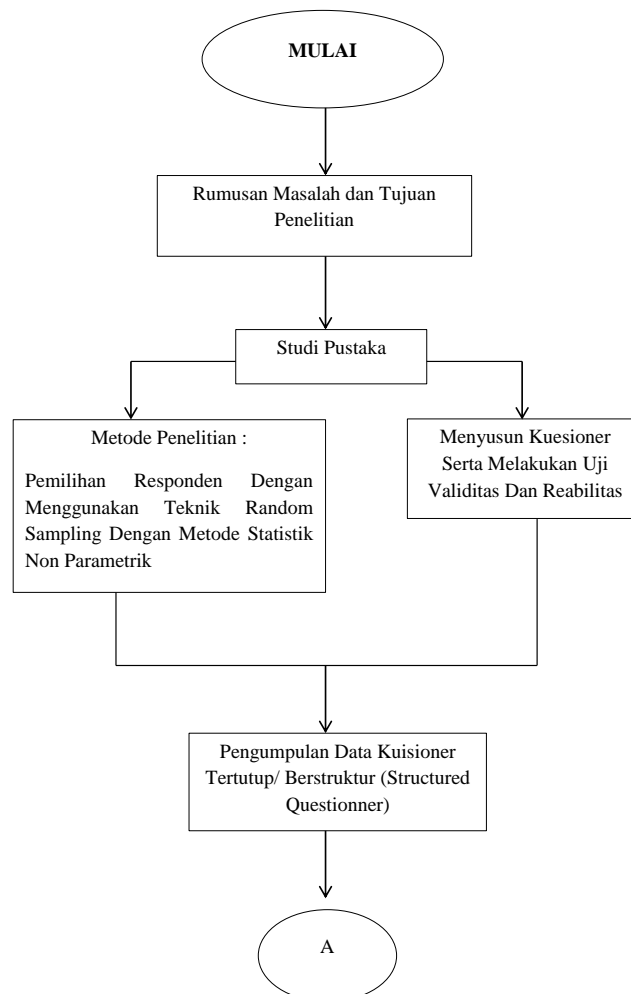 MULAI
Rumusan Masalah dan Tujuan
Penelitian
Studi Pustaka
Metode Penelitian :
Pemilihan Responden Dengan
Menggunakan Teknik Random
Sampling Dengan Metode Statistik
Non Parametrik
Menyusun Kuesioner
Serta Melakukan Uji
Validitas Dan Reabilitas
Pengumpulan Data Kuisioner
Tertutup/ Berstruktur (Structured
Questionner)
A